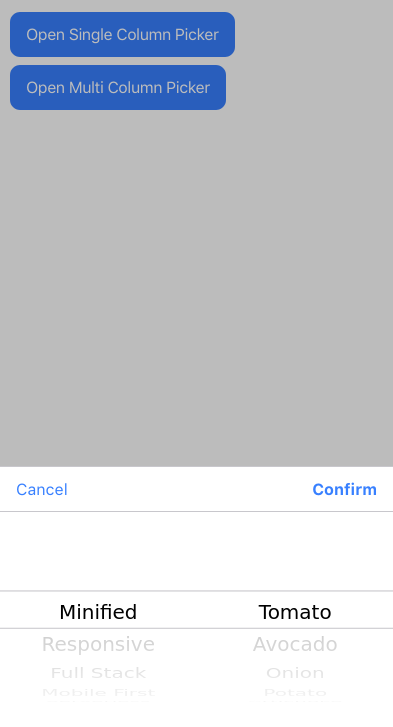 Open Single Column Picker
Open Multi Column Picker
Cancel Confirm
Minified Tomato
Responsive Avocado
Full Stack Onion
Mobile First Potato